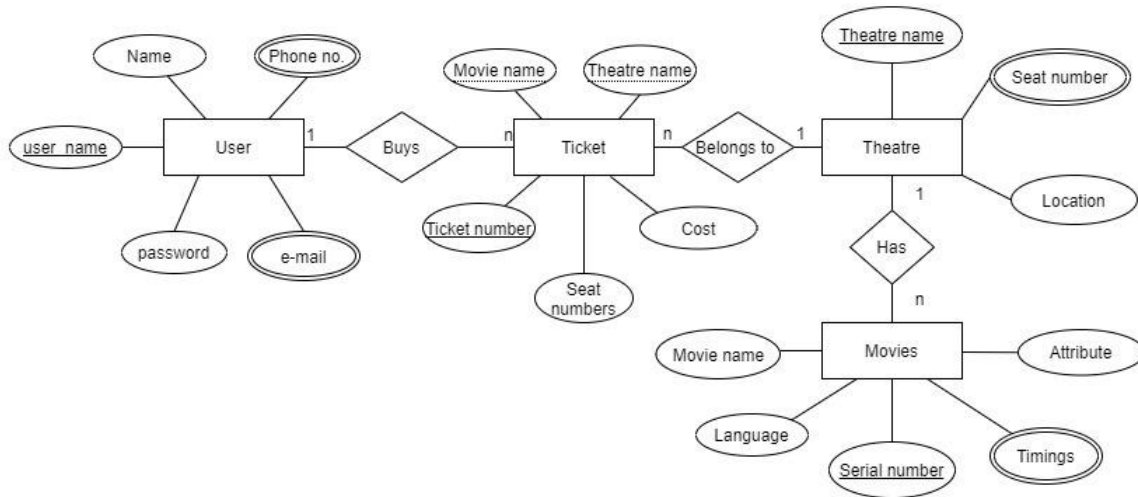 Theatre name
Name
Phone no.
Movie name
Theatre name
Seat number
user_name
User
1
Buys
n
Ticket
n
Belongs to
1
Theatre
1
Location
password
e-mail
Ticket number
Cost
Has
Seat
numbers
n
Movie name
Movies
Attribute
Language
Serial number
Timings